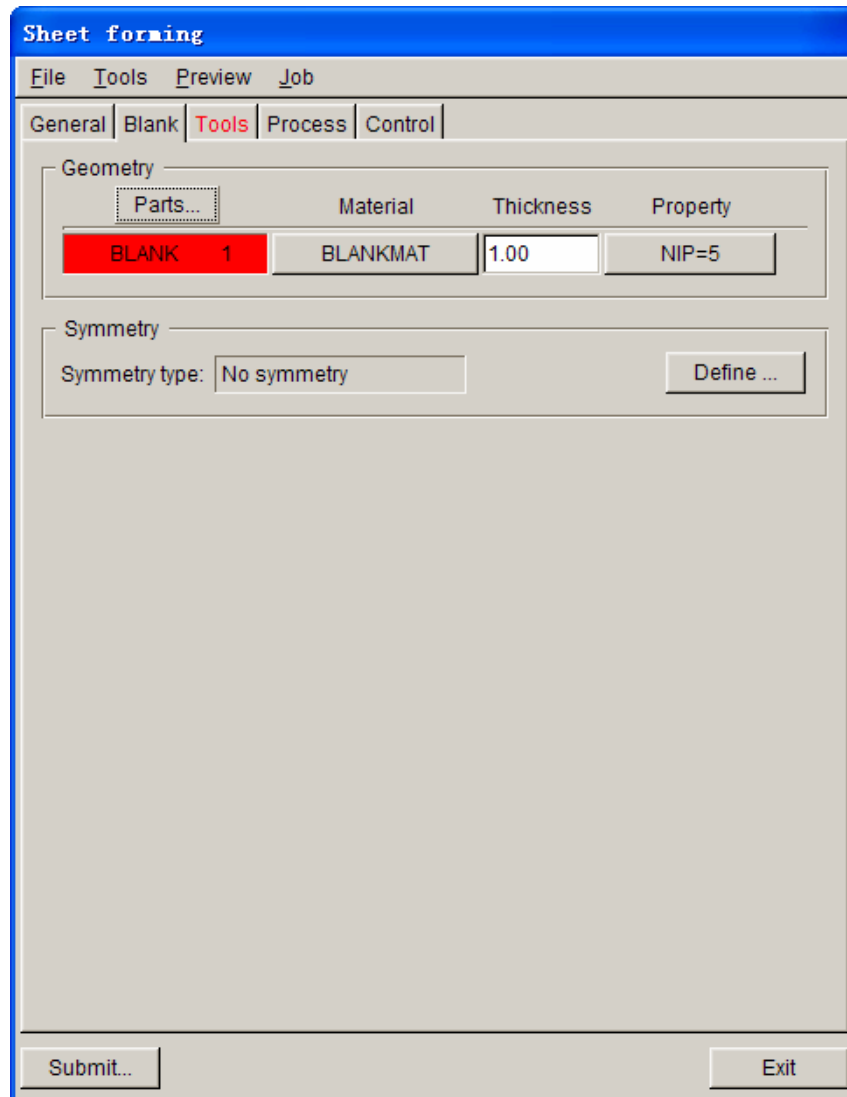 Sheet forming
File Tools Preview Job
General Blank Tools Process Control
Geometry
Parts... Material Thickness Property
BLANK 1 BLANKMAT 1.00 NIP=5
Symmetry
Symmetry type: No symmetry Define ...
Submit... Exit